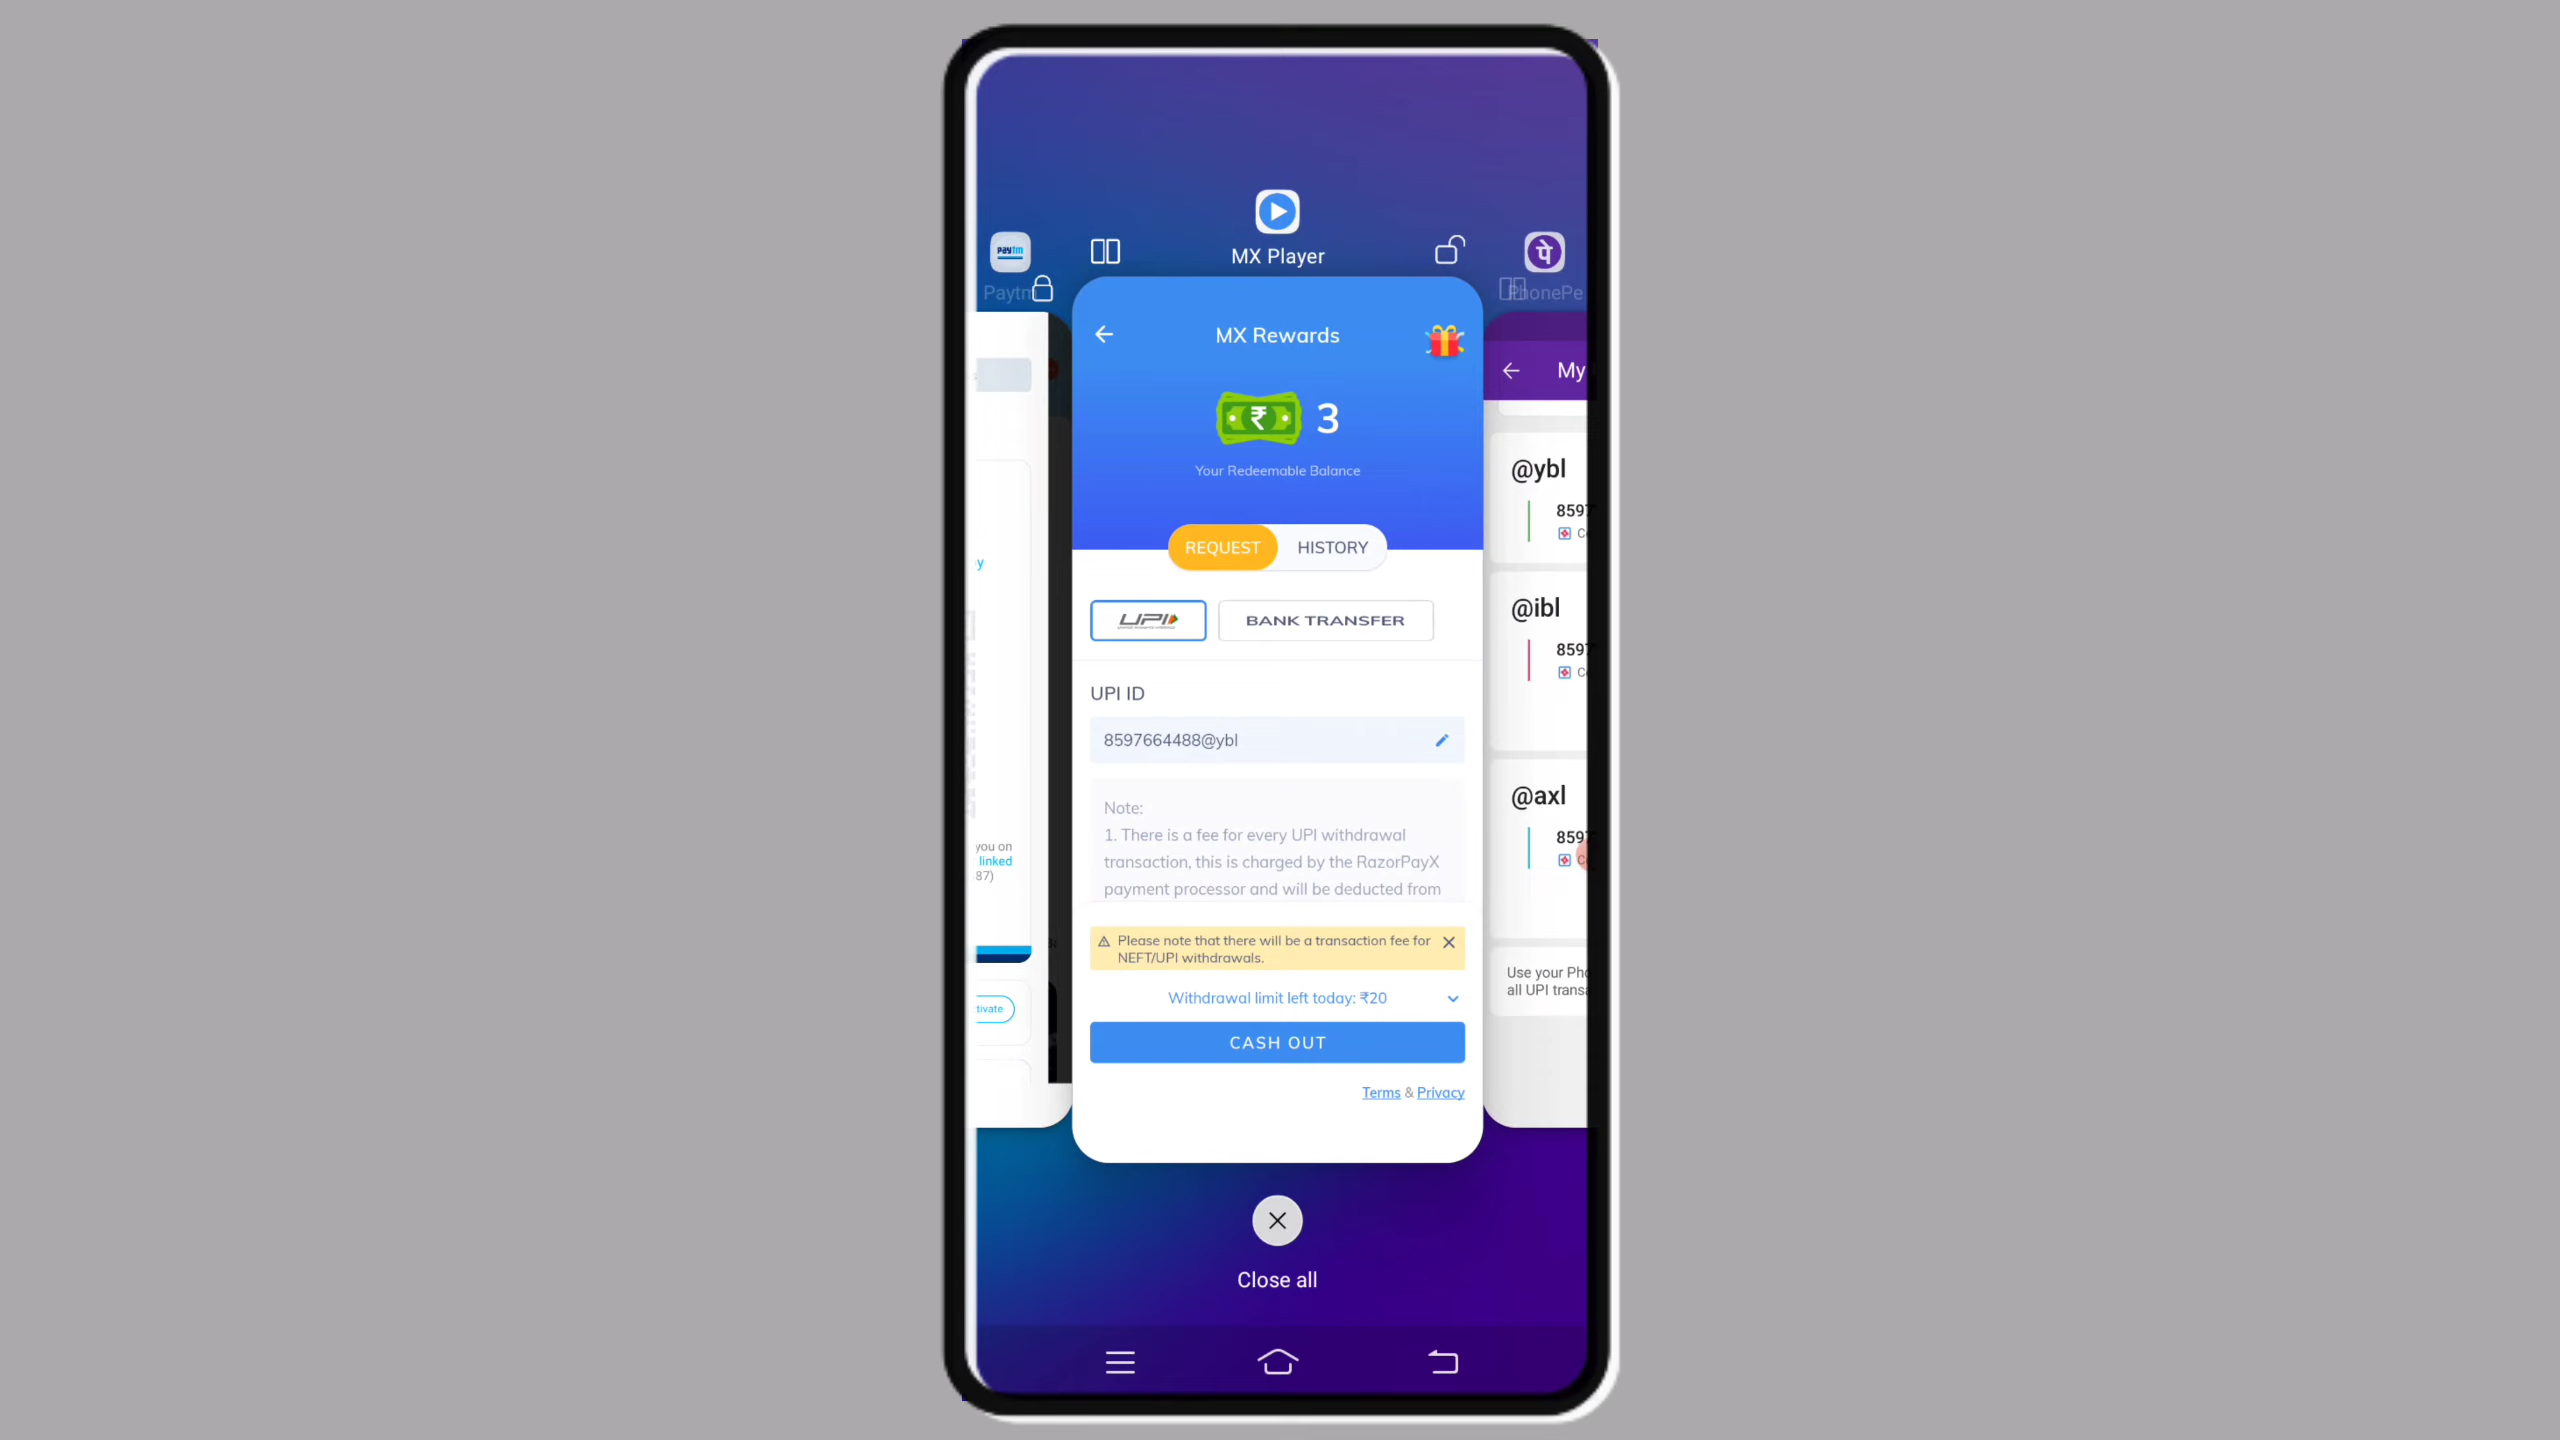 MX Player
paytm
Paytm
पे
PhonePe
MX Rewards
₹ 3
Your Redeemable Balance
REQUEST
HISTORY
UPI
BANK TRANSFER
UPI ID
8597664488@ybl
Note:
1. There is a fee for every UPI withdrawal
transaction, this is charged by the RazorPayX
payment processor and will be deducted from
Please note that there will be a transaction fee for
NEFT/UPI withdrawals.
Withdrawal limit left today: ₹20
CASH OUT
Terms & Privacy
y
you on
linked
87)
tivate
My
@ybl
8597
@ibl
8597
@axl
859
Use your Pho
all UPI transa
Close all